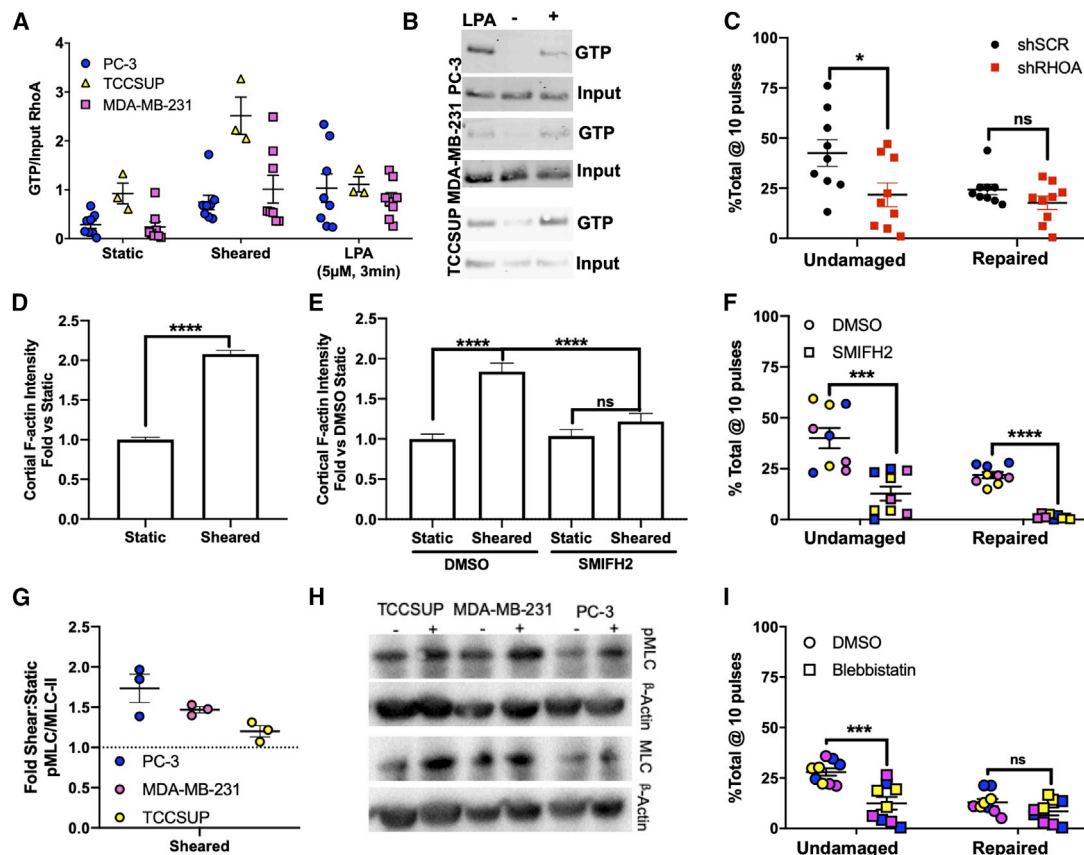 A
GTP/Input RhoA
4
3
2
1
0
PC-3
TCCSUP
MDA-MB-231
Static
Sheared
LPA
(5µM, 3min)
B
LPA - +
PC-3
GTP
Input
MDA-MB-231
GTP
Input
TCCSUP
GTP
Input
C
%Total @ 10 pulses
100
75
50
25
0
shSCR
shRHOA
*
ns
Undamaged
Repaired
D
Cortial F-actin Intensity
Fold vs Static
2.5
2.0
1.5
1.0
0.5
0.0
****
Static
Sheared
E
Cortical F-actin Intensity
Fold vs DMSO Static
2.5
2.0
1.5
1.0
0.5
0.0
**** ****
ns
Static Sheared Static Sheared
DMSO SMIFH2
F
% Total @ 10 pulses
100
75
50
25
0
DMSO
SMIFH2
***
****
Undamaged
Repaired
G
Fold Shear:Static
pMLC/MLC-II
2.5
2.0
1.5
1.0
0.5
0.0
PC-3
MDA-MB-231
TCCSUP
Sheared
H
TCCSUP MDA-MB-231 PC-3
- + - + - +
pMLC
β-Actin
MLC
β-Actin
I
%Total @ 10 pulses
100
75
50
25
0
DMSO
Blebbistatin
***
ns
Undamaged
Repaired